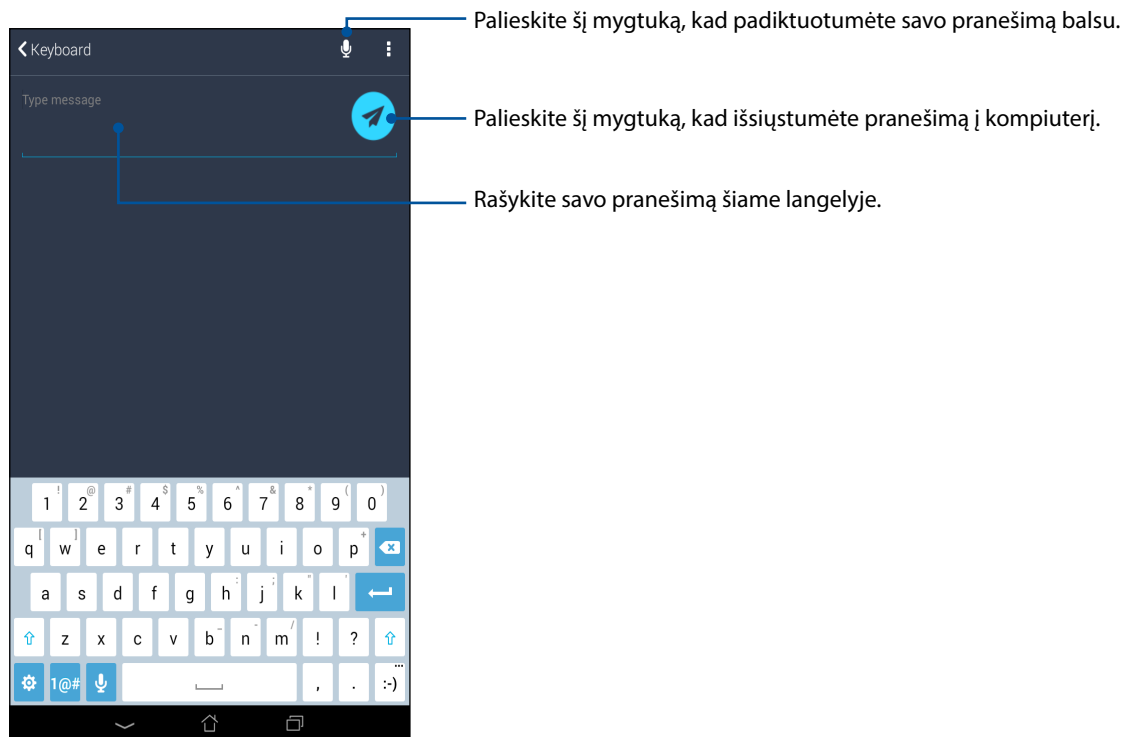 Palieskite šį mygtuką, kad padiktuotumėte savo pranešimą balsu.
Keyboard
Type message
Palieskite šį mygtuką, kad išsiųstumėte pranešimą į kompiuterį.
Rašykite savo pranešimą šiame langelyje.
1 ! 2 @ 3 # 4 $ 5 % 6 ^ 7 & 8 * 9 ( 0 )
q [ w ] e r t y u i o p +
a s d f g h : j ; k " l '
z x c v b _ n - m / ! ?
1@# , . :-) ...